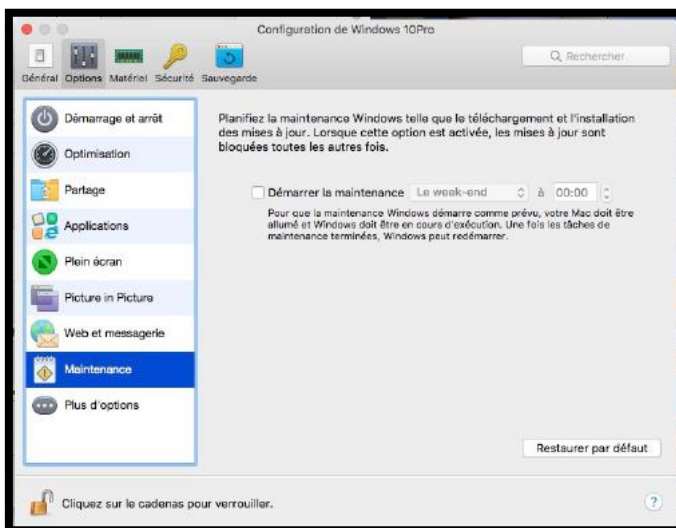 Configuration de Windows 10Pro
Rechercher
Général Options Matériel Sécurité Sauvegarde
Démarrage et arrêt
Optimisation
Partage
Applications
Plein écran
Picture in Picture
Web et messagerie
Maintenance
Plus d'options
Planifiez la maintenance Windows telle que le téléchargement et l'installation
des mises à jour. Lorsque cette option est activée, les mises à jour sont
bloquées toutes les autres fois.
Démarrer la maintenance Le week-end à 00:00
Pour que la maintenance Windows démarre comme prévu, votre Mac doit être
allumé et Windows doit être en cours d'exécution. Une fois les tâches de
maintenance terminées, Windows peut redémarrer.
Restaurer par défaut
Cliquez sur le cadenas pour verrouiller.
?